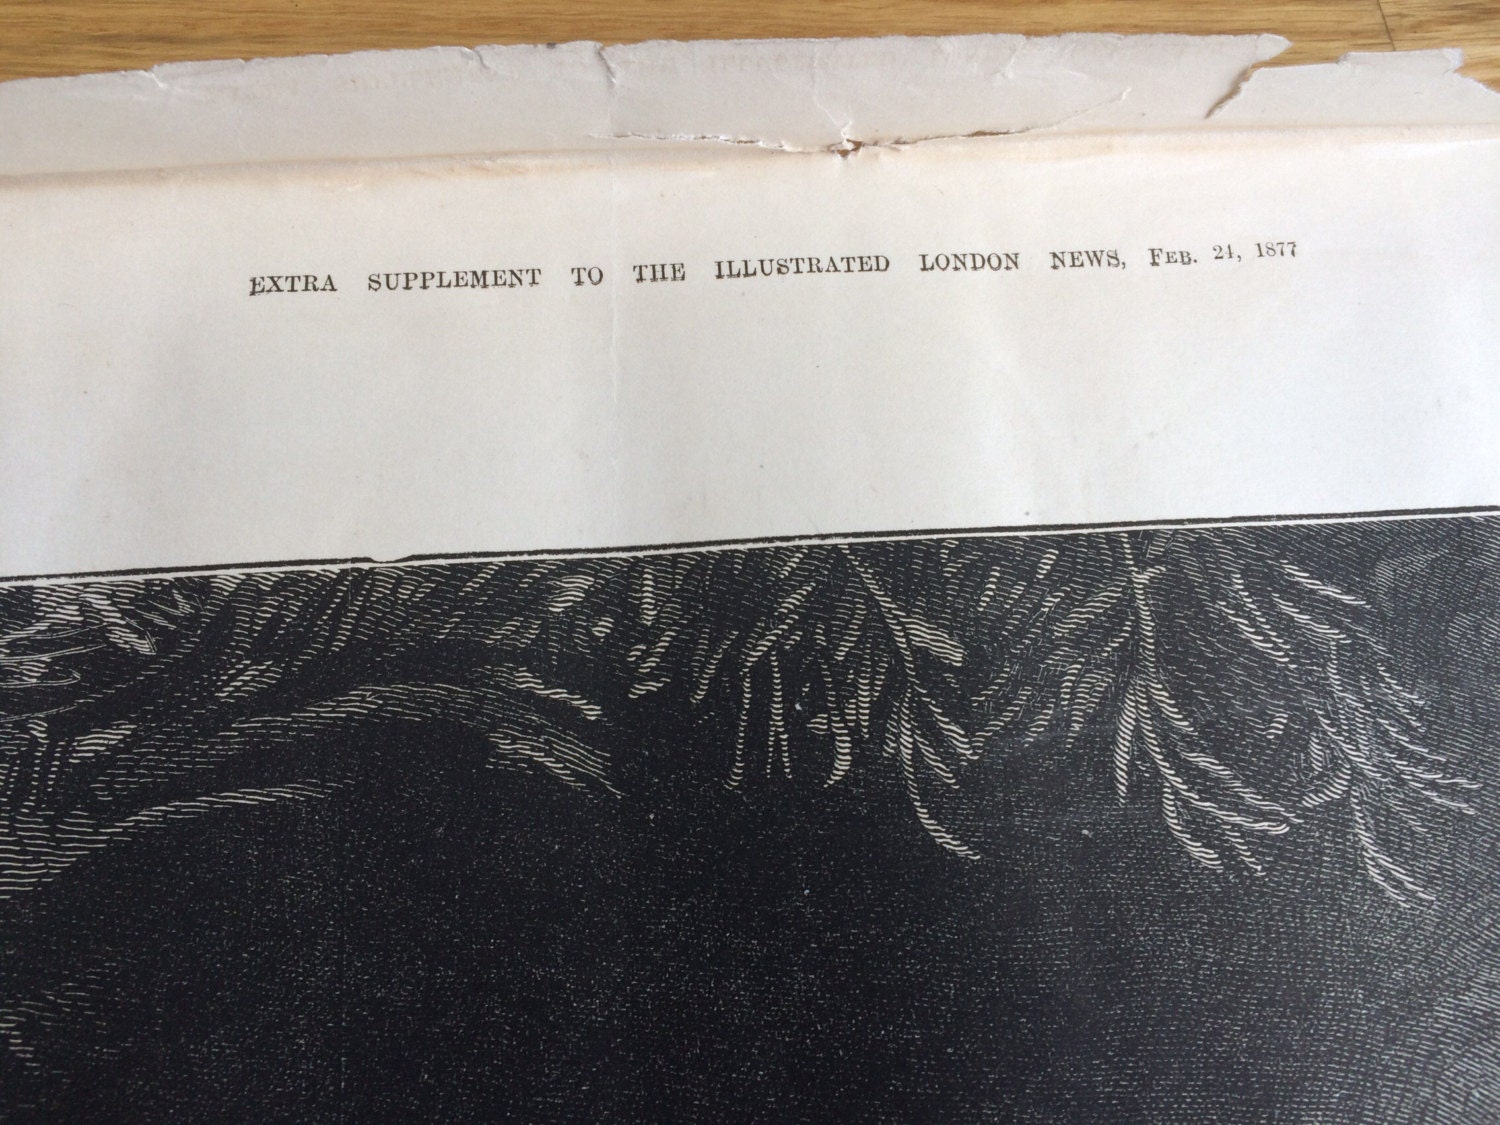 EXTRA SUPPLEMENT TO THE ILLUSTRATED LONDON NEWS, FEB. 24, 1877